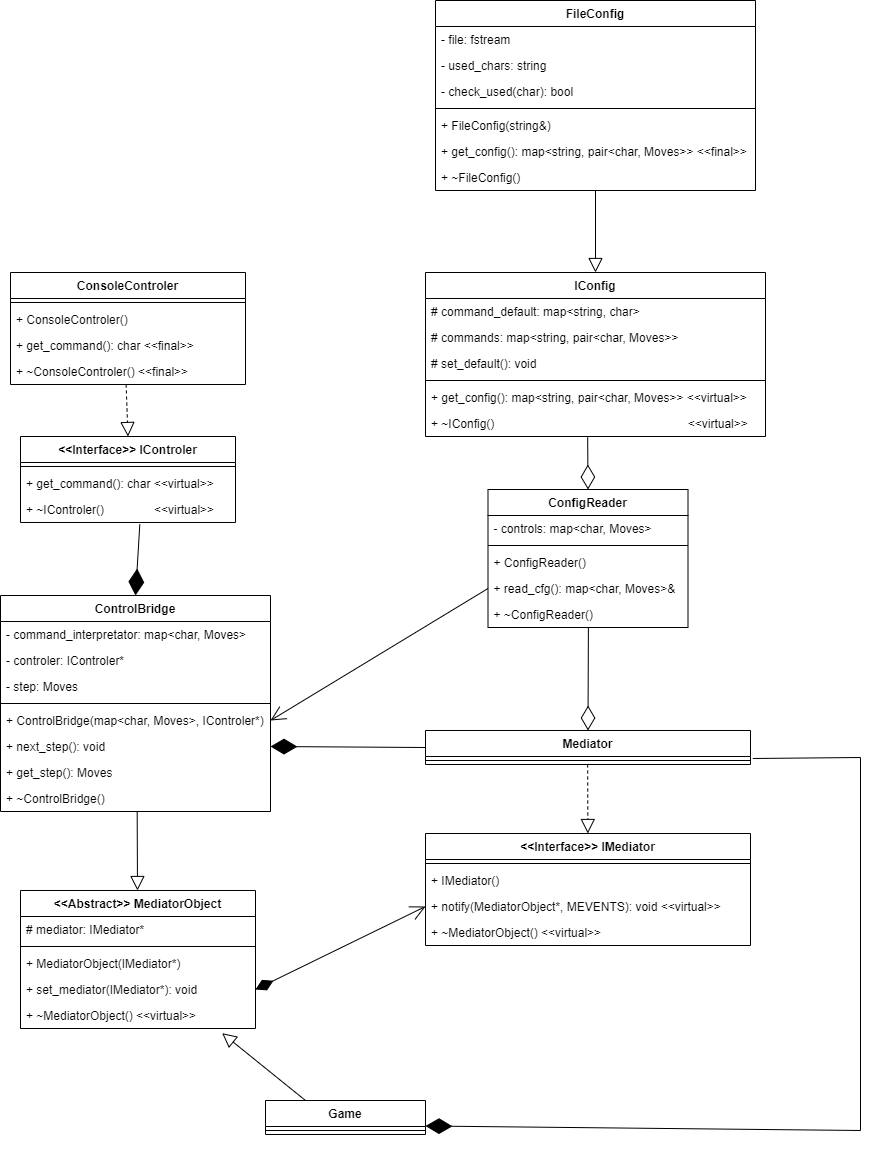 FileConfig
- file: fstream
- used_chars: string
- check_used(char): bool
+ FileConfig(string&)
+ get_config(): map<string, pair<char, Moves>> <<final>>
+ ~FileConfig()
ConsoleControler
+ ConsoleControler()
+ get_command(): char <<final>>
+ ~ConsoleControler() <<final>>
IConfig
# command_default: map<string, char>
# commands: map<string, pair<char, Moves>>
# set_default(): void
+ get_config(): map<string, pair<char, Moves>> <<virtual>>
+ ~IConfig() <<virtual>>
<<Interface>> IControler
+ get_command(): char <<virtual>>
+ ~IControler() <<virtual>>
ConfigReader
- controls: map<char, Moves>
+ ConfigReader()
+ read_cfg(): map<char, Moves>&
+ ~ConfigReader()
ControlBridge
- command_interpretator: map<char, Moves>
- controler: IControler*
- step: Moves
+ ControlBridge(map<char, Moves>, IControler*)
+ next_step(): void
+ get_step(): Moves
+ ~ControlBridge()
Mediator
<<Interface>> IMediator
+ IMediator()
+ notify(MediatorObject*, MEVENTS): void <<virtual>>
+ ~MediatorObject() <<virtual>>
<<Abstract>> MediatorObject
# mediator: IMediator*
+ MediatorObject(IMediator*)
+ set_mediator(IMediator*): void
+ ~MediatorObject() <<virtual>>
Game